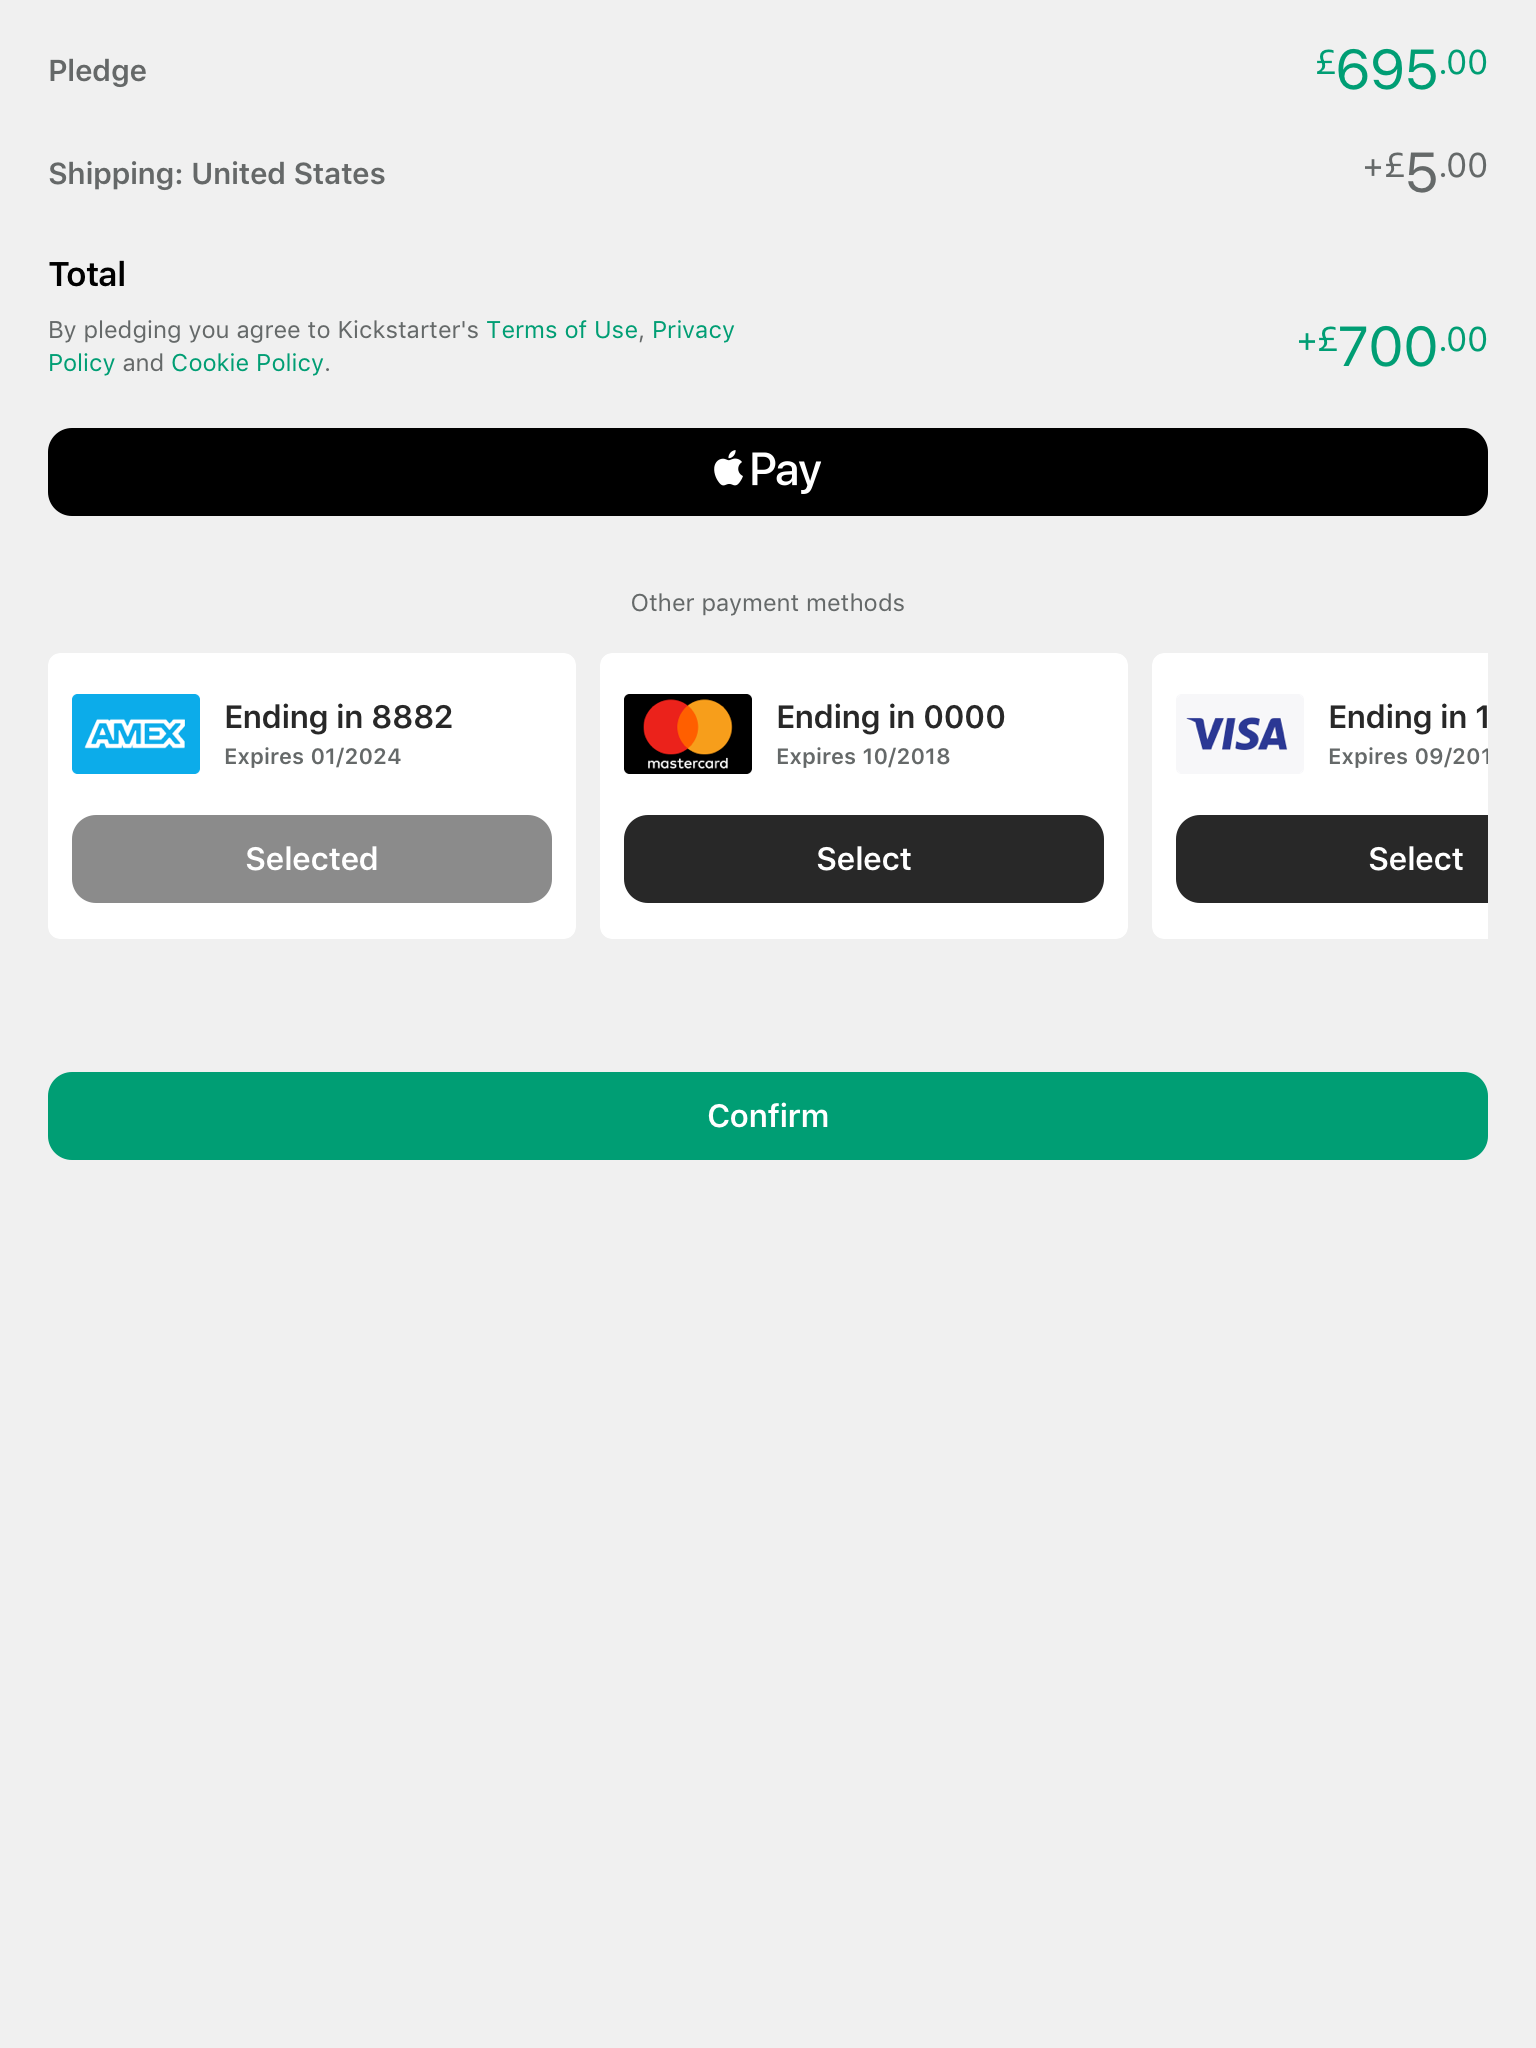 Pledge
£695.00
Shipping: United States
+£5.00
Total
By pledging you agree to Kickstarter's Terms of Use, Privacy
Policy and Cookie Policy.
+£700.00
Pay
Other payment methods
AMEX
Ending in 8882
Expires 01/2024
Selected
mastercard
Ending in 0000
Expires 10/2018
Select
VISA
Ending in 1
Expires 09/201
Select
Confirm